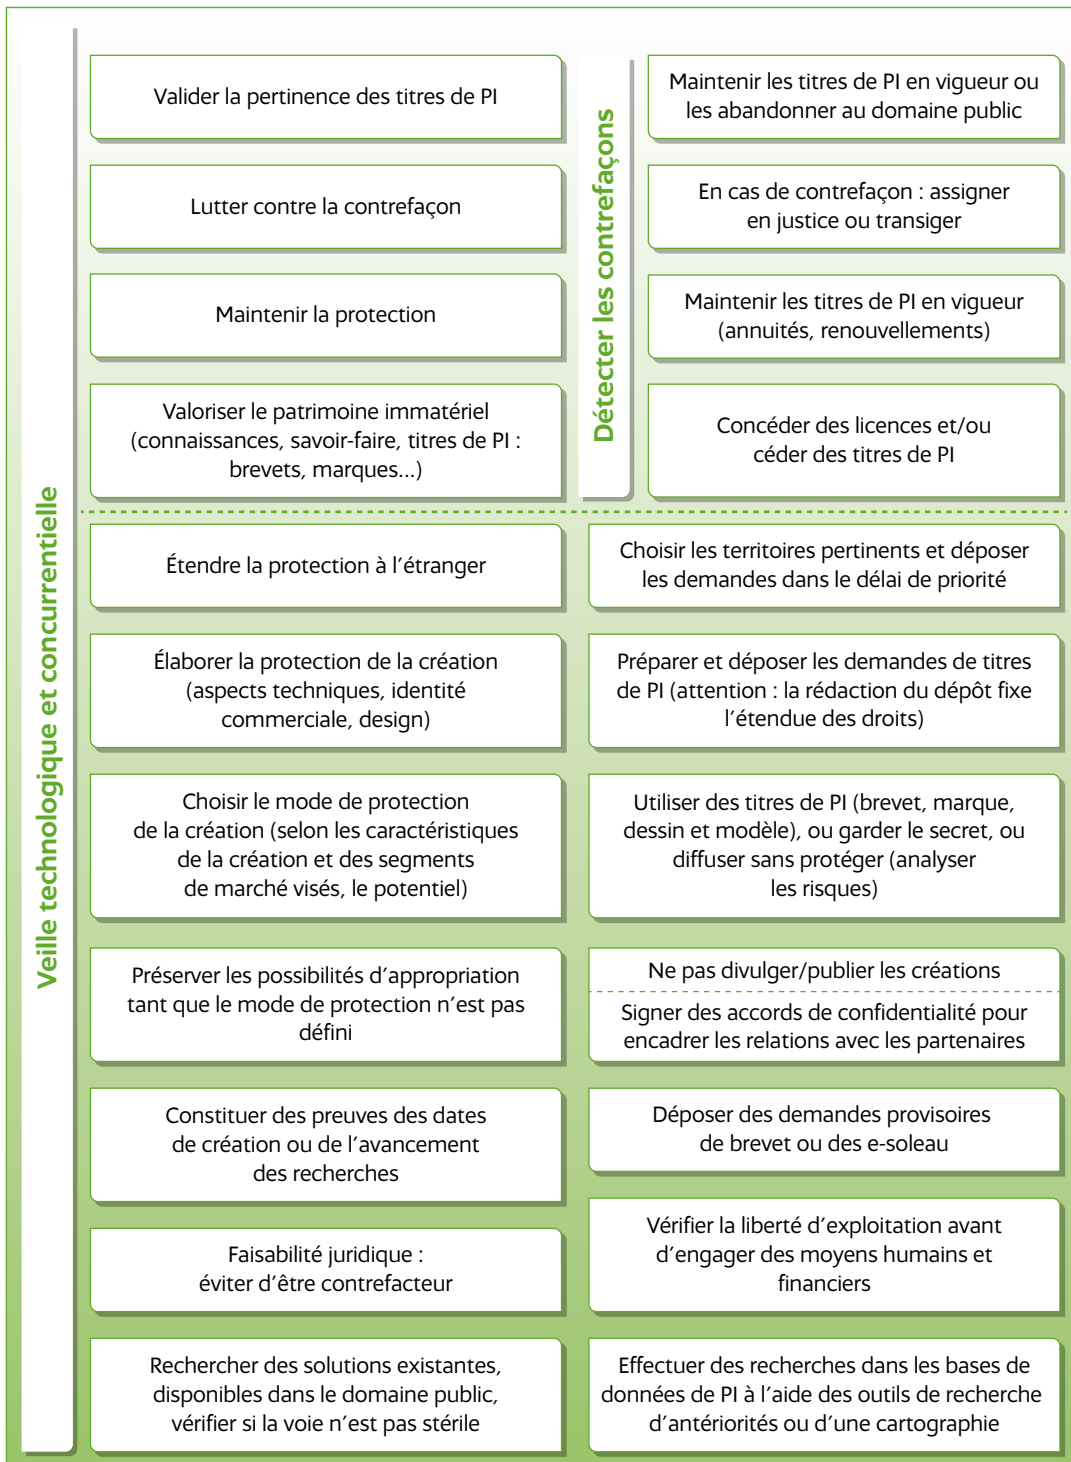 Veille technologique et concurrentielle
Valider la pertinence des titres de PI
Détecter les contrefaçons
Maintenir les titres de PI en vigueur ou
les abandonner au domaine public
Lutter contre la contrefaçon
En cas de contrefaçon : assigner
en justice ou transiger
Maintenir la protection
Maintenir les titres de PI en vigueur
(annuités, renouvellements)
Valoriser le patrimoine immatériel
(connaissances, savoir-faire, titres de PI :
brevets, marques...)
Concéder des licences et/ou
céder des titres de PI
Étendre la protection à l’étranger
Choisir les territoires pertinents et déposer
les demandes dans le délai de priorité
Élaborer la protection de la création
(aspects techniques, identité
commerciale, design)
Préparer et déposer les demandes de titres
de PI (attention : la rédaction du dépôt fixe
l’étendue des droits)
Choisir le mode de protection
de la création (selon les caractéristiques
de la création et des segments
de marché visés, le potentiel)
Utiliser des titres de PI (brevet, marque,
dessin et modèle), ou garder le secret, ou
diffuser sans protéger (analyser
les risques)
Préserver les possibilités d’appropriation
tant que le mode de protection n’est pas
défini
Ne pas divulger/publier les créations
Signer des accords de confidentialité pour
encadrer les relations avec les partenaires
Constituer des preuves des dates
de création ou de l’avancement
des recherches
Déposer des demandes provisoires
de brevet ou des e-soleau
Faisabilité juridique :
éviter d’être contrefacteur
Vérifier la liberté d’exploitation avant
d’engager des moyens humains et
financiers
Rechercher des solutions existantes,
disponibles dans le domaine public,
vérifier si la voie n’est pas stérile
Effectuer des recherches dans les bases de
données de PI à l’aide des outils de recherche
d’antériorités ou d’une cartographie